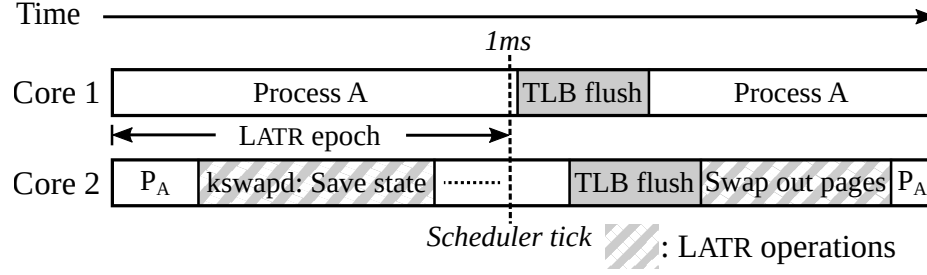 Time
1ms
Core 1 Process A TLB flush Process A
LATR epoch
Core 2 PA kswapd: Save state TLB flush Swap out pages PA
Scheduler tick : LATR operations